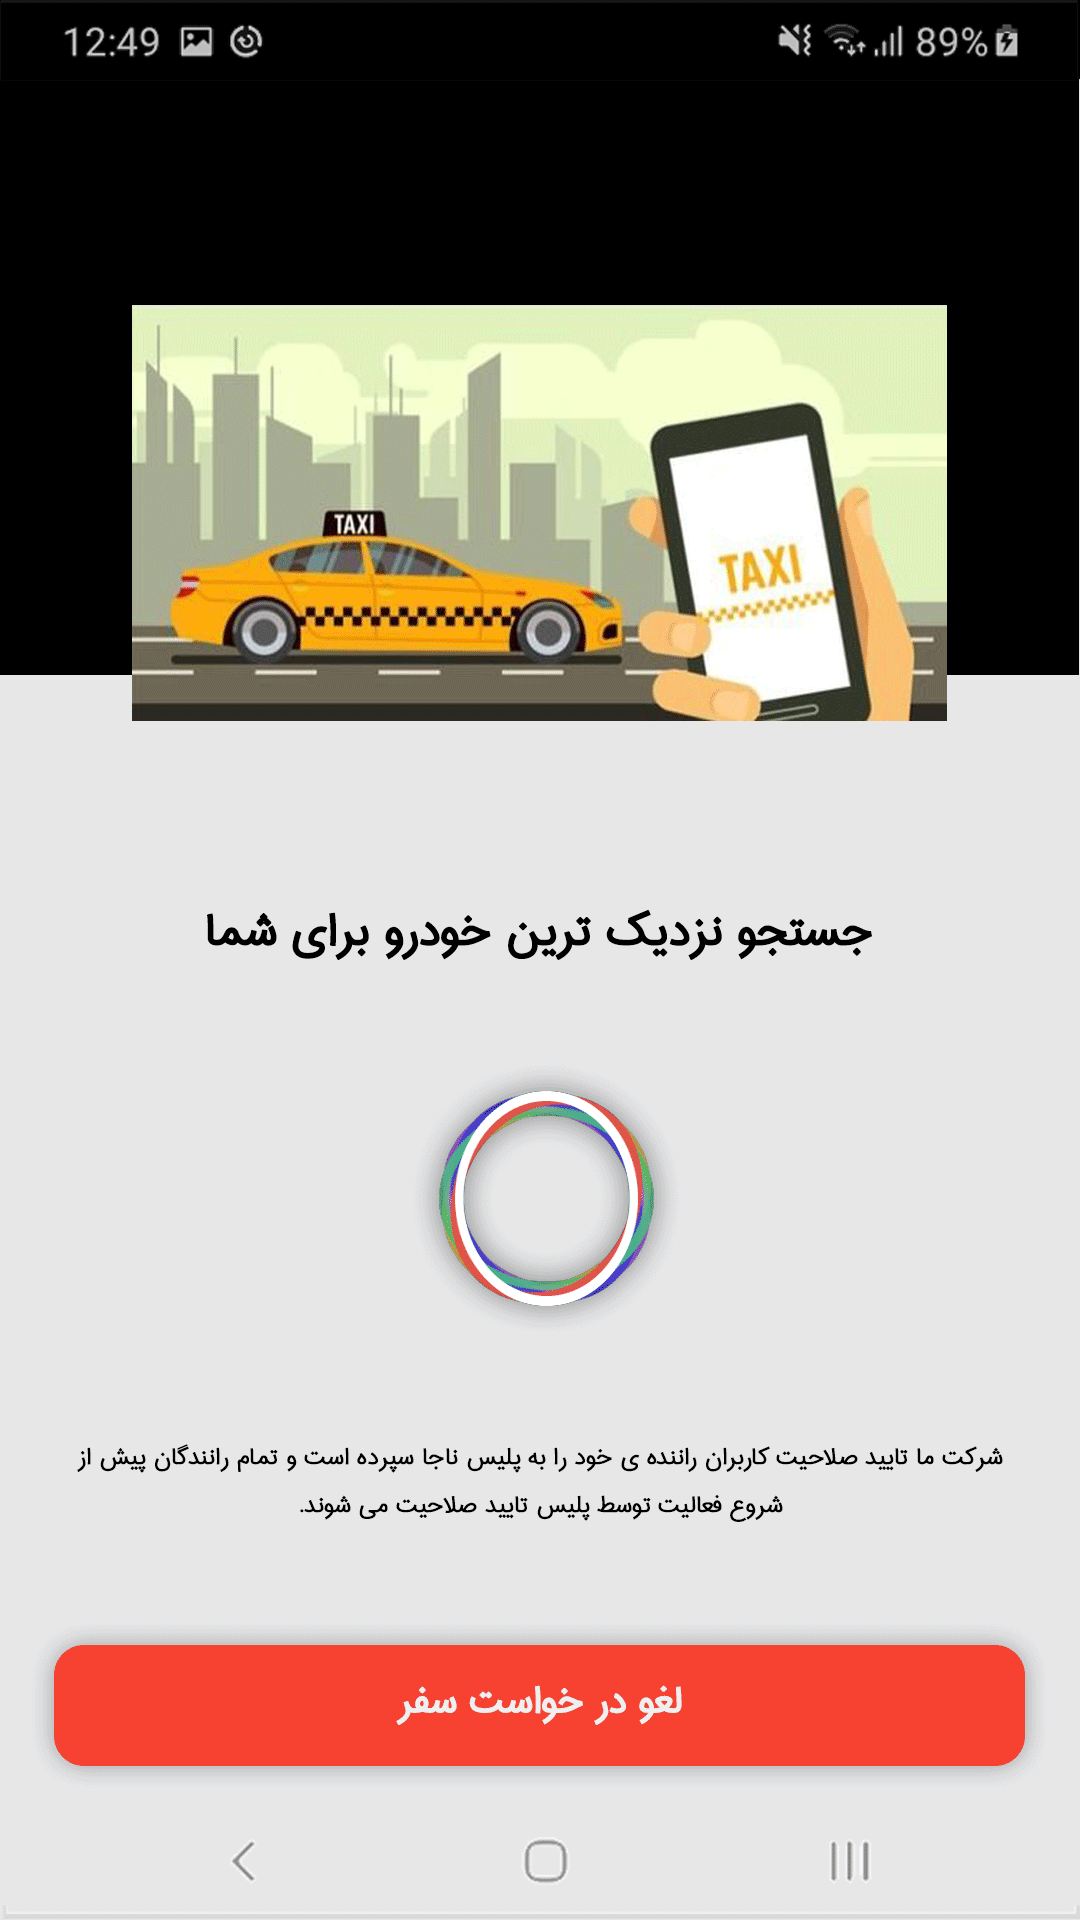 12:49 89%
TAXI
TAXI
جستجو نزدیک ترین خودرو برای شما
شرکت ما تایید صلاحیت کاربران راننده ی خود را به پلیس ناجا سپرده است و تمام رانندگان پیش از
شروع فعالیت توسط پلیس تایید صلاحیت می شوند.
لغو در خواست سفر